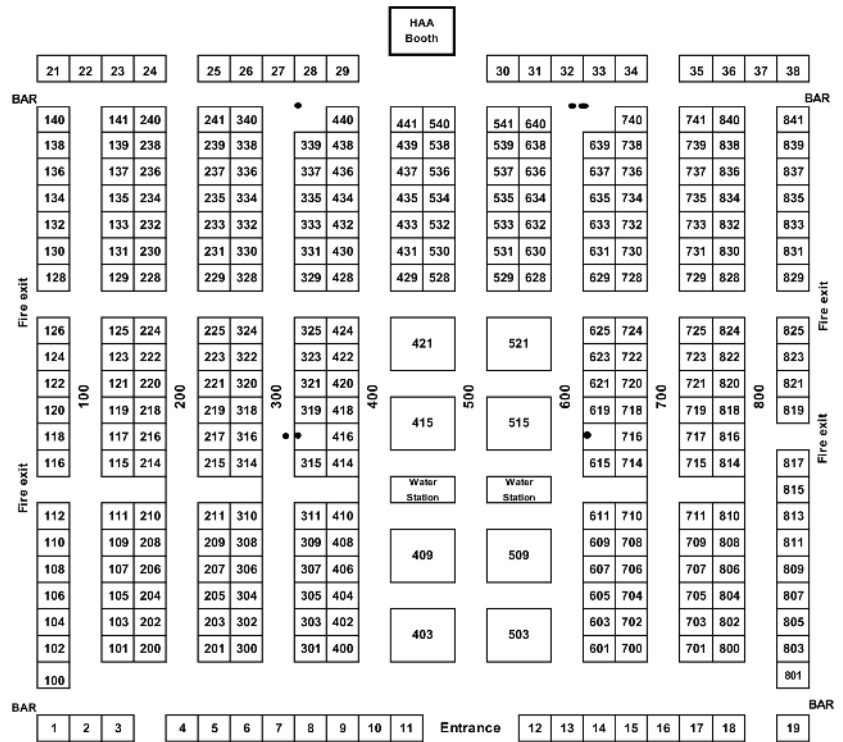 HAA
Booth
21 22 23 24 25 26 27 28 29 30 31 32 33 34 35 36 37 38
BAR BAR
140 141 240 241 340 440 441 540 541 640 740 741 840 841
138 139 238 239 338 339 438 439 538 539 638 639 738 739 838 839
136 137 236 237 336 337 436 437 536 537 636 637 736 737 836 837
134 135 234 235 334 335 434 435 534 535 634 635 734 735 834 835
132 133 232 233 332 333 432 433 532 533 632 633 732 733 832 833
130 131 230 231 330 331 430 431 530 531 630 631 730 731 830 831
128 129 228 229 328 329 428 429 528 529 628 629 728 729 828 829
Fire exit Fire exit
126 125 224 225 324 325 424 421 521 625 724 725 824 825
124 123 222 223 322 323 422 623 722 723 822 823
122 121 220 221 320 321 420 621 720 721 820 821
100 200 300 400 500 600 700 800
120 119 218 219 318 319 418 415 515 619 718 719 818 819
118 117 216 217 316 416 716 717 816
116 115 214 215 314 315 414 615 714 715 814 817
Fire exit Fire exit
Water Station Water Station 815
112 111 210 211 310 311 410 611 710 711 810 813
110 109 208 209 308 309 408 409 509 609 708 709 808 811
108 107 206 207 306 307 406 607 706 707 806 809
106 105 204 205 304 305 404 605 704 705 804 807
104 103 202 203 302 303 402 403 503 603 702 703 802 805
102 101 200 201 300 301 400 601 700 701 800 803
100 801
BAR BAR
1 2 3 4 5 6 7 8 9 10 11 Entrance 12 13 14 15 16 17 18 19